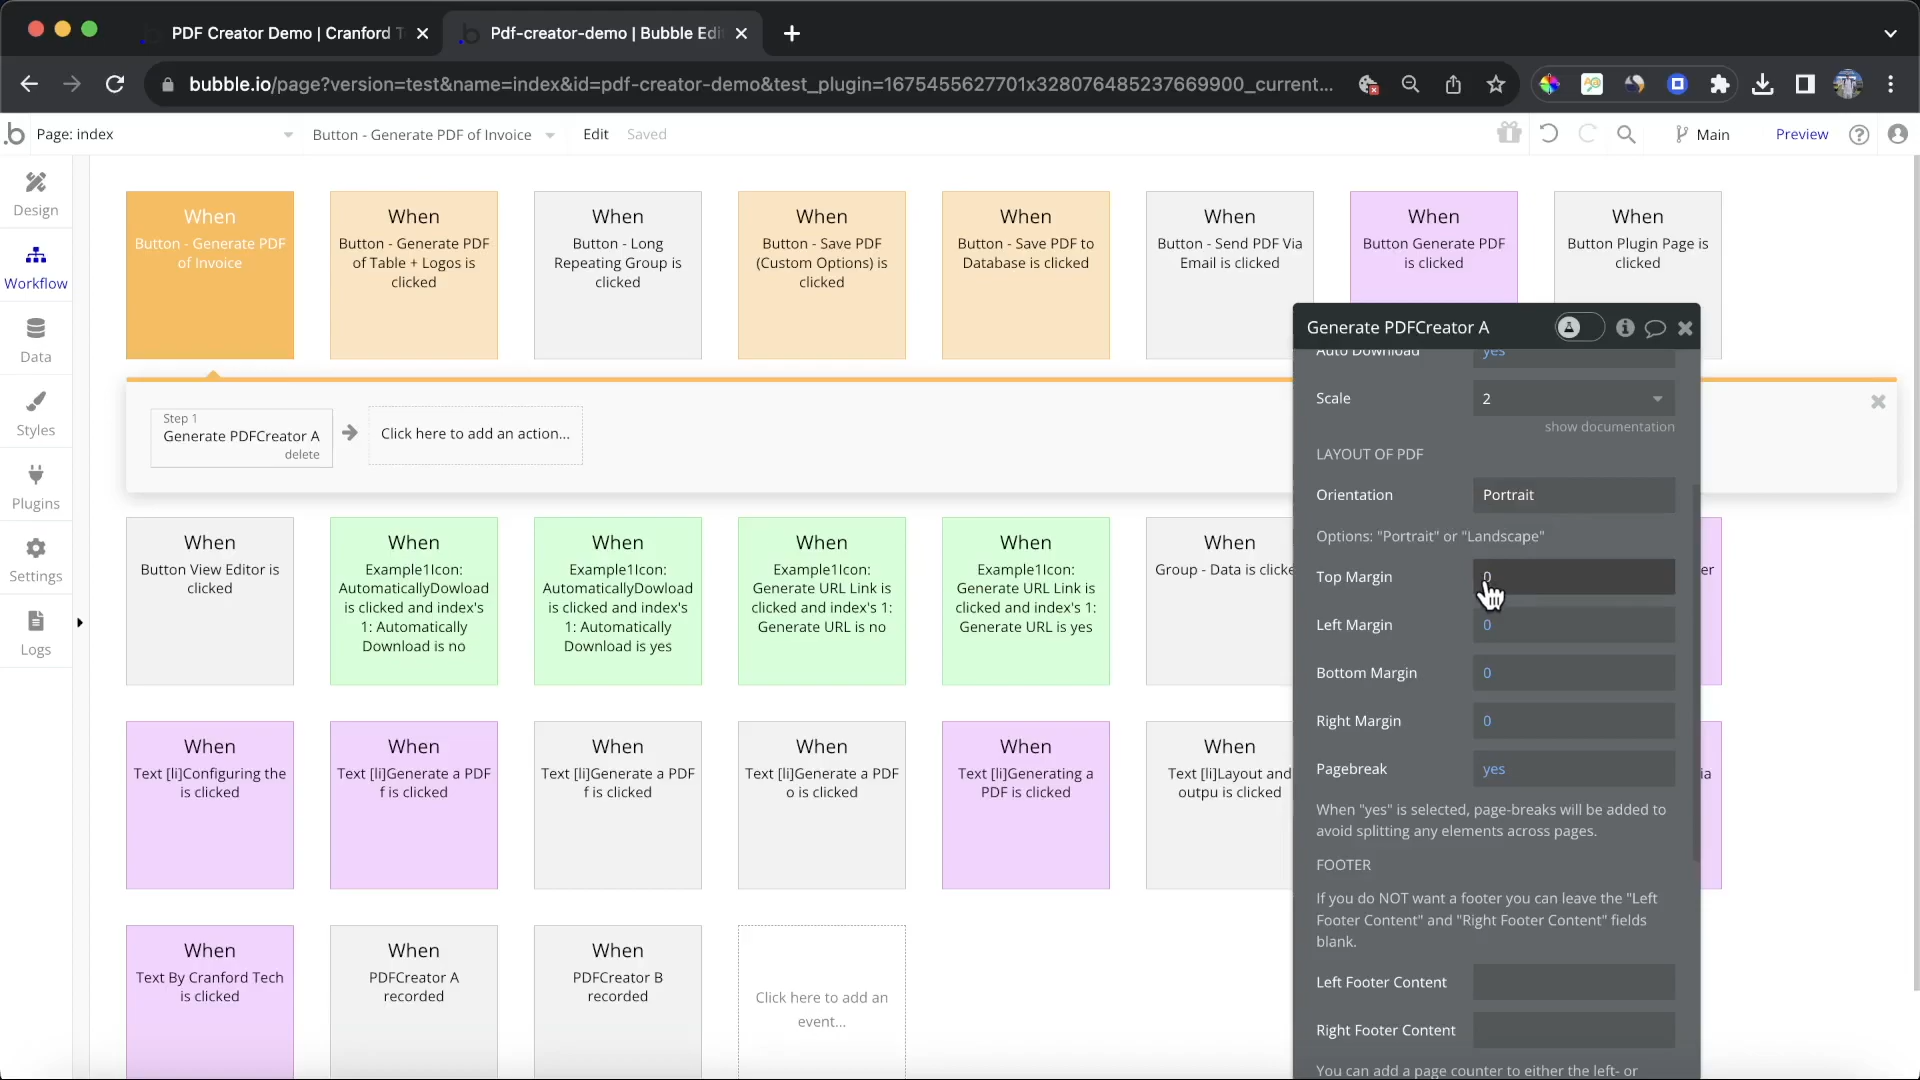 PDF Creator Demo | Cranford T
Pdf-creator-demo | Bubble Edi
bubble.io/page?version=test&name=index&id=pdf-creator-demo&test_plugin=1675455627701x328076485237669900_current...
Page: index
Button - Generate PDF of Invoice
Edit
Saved
Main
Preview
Design
Workflow
Data
Styles
Plugins
Settings
Logs
When
Button - Generate PDF
of Invoice
When
Button - Generate PDF
of Table + Logos is
clicked
When
Button - Long
Repeating Group is
clicked
When
Button - Save PDF
(Custom Options) is
clicked
When
Button - Save PDF to
Database is clicked
When
Button - Send PDF Via
Email is clicked
When
Button Generate PDF
is clicked
When
Button Plugin Page is
clicked
Step 1
Generate PDFCreator A
delete
Click here to add an action...
When
Button View Editor is
clicked
When
Example1Icon:
AutomaticallyDowload
is clicked and index's
1: Automatically
Download is no
When
Example1Icon:
AutomaticallyDowload
is clicked and index's
1: Automatically
Download is yes
When
Example1Icon:
Generate URL Link is
clicked and index's 1:
Generate URL is no
When
Example1Icon:
Generate URL Link is
clicked and index's 1:
Generate URL is yes
When
Group - Data is clicke
er
When
Text [li]Configuring the
is clicked
When
Text [li]Generate a PDF
f is clicked
When
Text [li]Generate a PDF
f is clicked
When
Text [li]Generate a PDF
o is clicked
When
Text [li]Generating a
PDF is clicked
When
Text [li]Layout and
outpu is clicked
ia
When
Text By Cranford Tech
is clicked
When
PDFCreator A
recorded
When
PDFCreator B
recorded
Click here to add an
event...
Generate PDFCreator A
Auto Download yes
Scale 2
show documentation
LAYOUT OF PDF
Orientation Portrait
Options: "Portrait" or "Landscape"
Top Margin 0
Left Margin 0
Bottom Margin 0
Right Margin 0
Pagebreak yes
When "yes" is selected, page-breaks will be added to
avoid splitting any elements across pages.
FOOTER
If you do NOT want a footer you can leave the "Left
Footer Content" and "Right Footer Content" fields
blank.
Left Footer Content
Right Footer Content
You can add a page counter to either the left- or